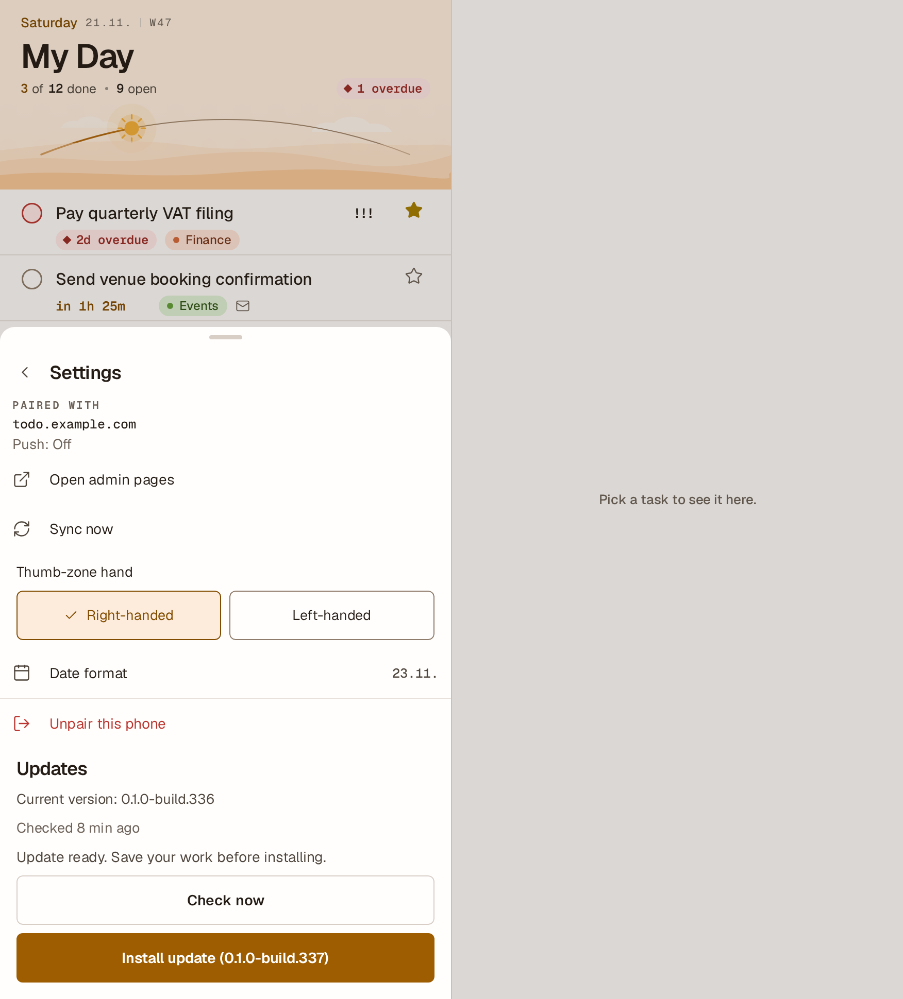 Saturday 21.11. | W47
My Day
3 of 12 done • 9 open
◆ 1 overdue
Pay quarterly VAT filing !!!
◆ 2d overdue • Finance
Send venue booking confirmation
in 1h 25m • Events
Settings
PAIRED WITH
todo.example.com
Push: Off
Open admin pages
Sync now
Thumb-zone hand
Right-handed Left-handed
Date format 23.11.
Unpair this phone
Updates
Current version: 0.1.0-build.336
Checked 8 min ago
Update ready. Save your work before installing.
Check now
Install update (0.1.0-build.337)
Pick a task to see it here.